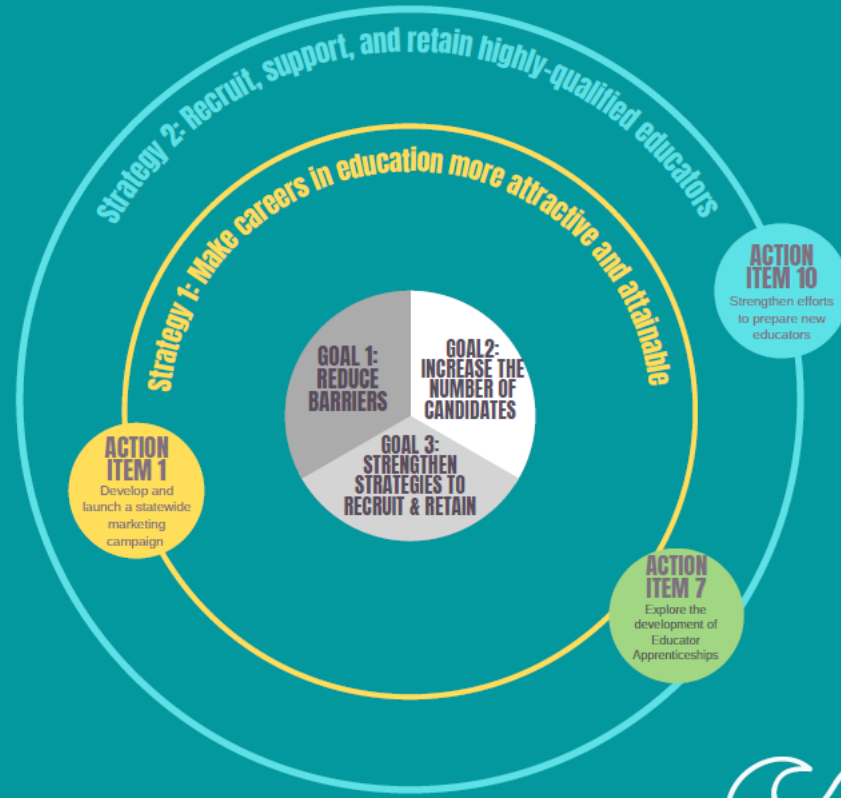 Strategy 2: Recruit, support, and retain highly-qualified educators
Strategy 1: Make careers in education more attractive and attainable
ACTION
ITEM 10
Strengthen efforts
to prepare new
educators
GOAL 1:
REDUCE
BARRIERS
GOAL2:
INCREASE THE
NUMBER OF
CANDIDATES
GOAL 3:
STRENGTHEN
STRATEGIES TO
RECRUIT & RETAIN
ACTION
ITEM 1
Develop and
launch a statewide
marketing
campaign
ACTION
ITEM 7
Explore the
development of
Educator
Apprenticeships